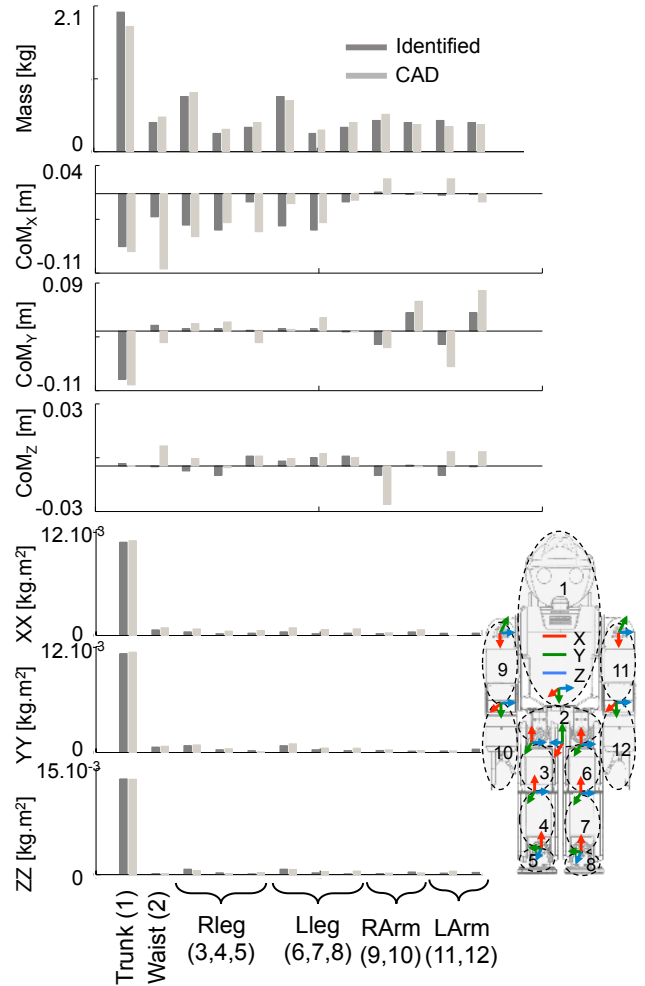 2.1
Mass [kg]
0
Identified
CAD
0.04
CoM_X [m]
-0.11
0.09
CoM_Y [m]
-0.11
0.03
CoM_Z [m]
-0.03
12.10^-3
XX [kg.m²]
0
12.10^-3
YY [kg.m²]
0
15.10^-3
ZZ [kg.m²]
0
Trunk (1)
Waist (2)
Rleg
(3,4,5)
Lleg
(6,7,8)
RArm
(9,10)
LArm
(11,12)
1
X
Y
Z
9
11
2
10
12
3
6
4
7
5
8